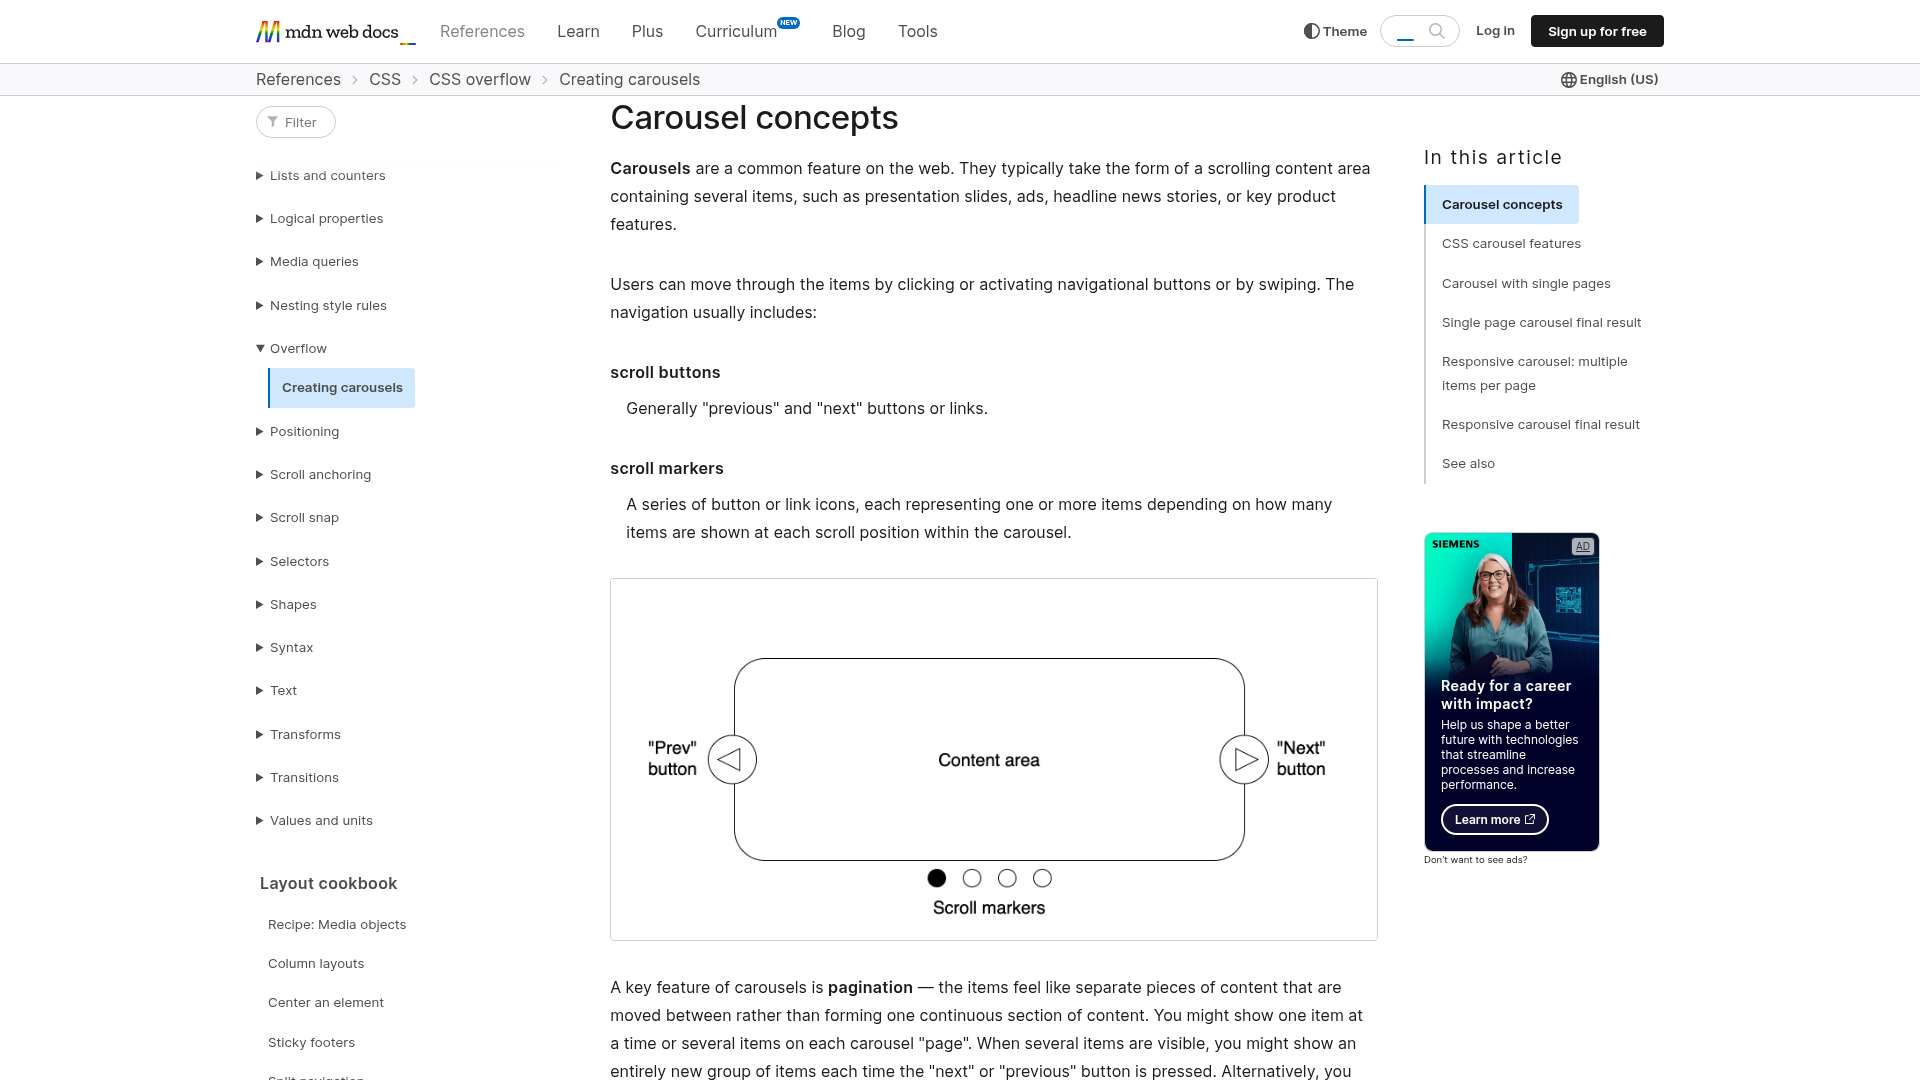 mdn web docs
References
Learn
Plus
Curriculum NEW
Blog
Tools
Theme
Log in
Sign up for free
References > CSS > CSS overflow > Creating carousels
English (US)
Filter
Lists and counters
Logical properties
Media queries
Nesting style rules
Overflow
Creating carousels
Positioning
Scroll anchoring
Scroll snap
Selectors
Shapes
Syntax
Text
Transforms
Transitions
Values and units
Layout cookbook
Recipe: Media objects
Column layouts
Center an element
Sticky footers
Split navigation
Carousel concepts
Carousels are a common feature on the web. They typically take the form of a scrolling content area
containing several items, such as presentation slides, ads, headline news stories, or key product
features.
Users can move through the items by clicking or activating navigational buttons or by swiping. The
navigation usually includes:
scroll buttons
Generally "previous" and "next" buttons or links.
scroll markers
A series of button or link icons, each representing one or more items depending on how many
items are shown at each scroll position within the carousel.
"Prev"
button
Content area
"Next"
button
Scroll markers
A key feature of carousels is pagination — the items feel like separate pieces of content that are
moved between rather than forming one continuous section of content. You might show one item at
a time or several items on each carousel "page". When several items are visible, you might show an
entirely new group of items each time the "next" or "previous" button is pressed. Alternatively, you
In this article
Carousel concepts
CSS carousel features
Carousel with single pages
Single page carousel final result
Responsive carousel: multiple
items per page
Responsive carousel final result
See also
SIEMENS
AD
Ready for a career
with impact?
Help us shape a better
future with technologies
that streamline
processes and increase
performance.
Learn more
Don't want to see ads?